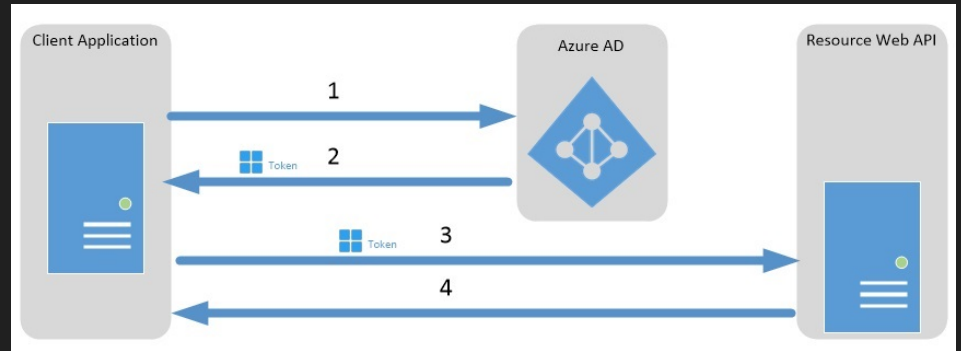 Client Application
Azure AD
Resource Web API
1
Token
2
Token
3
4